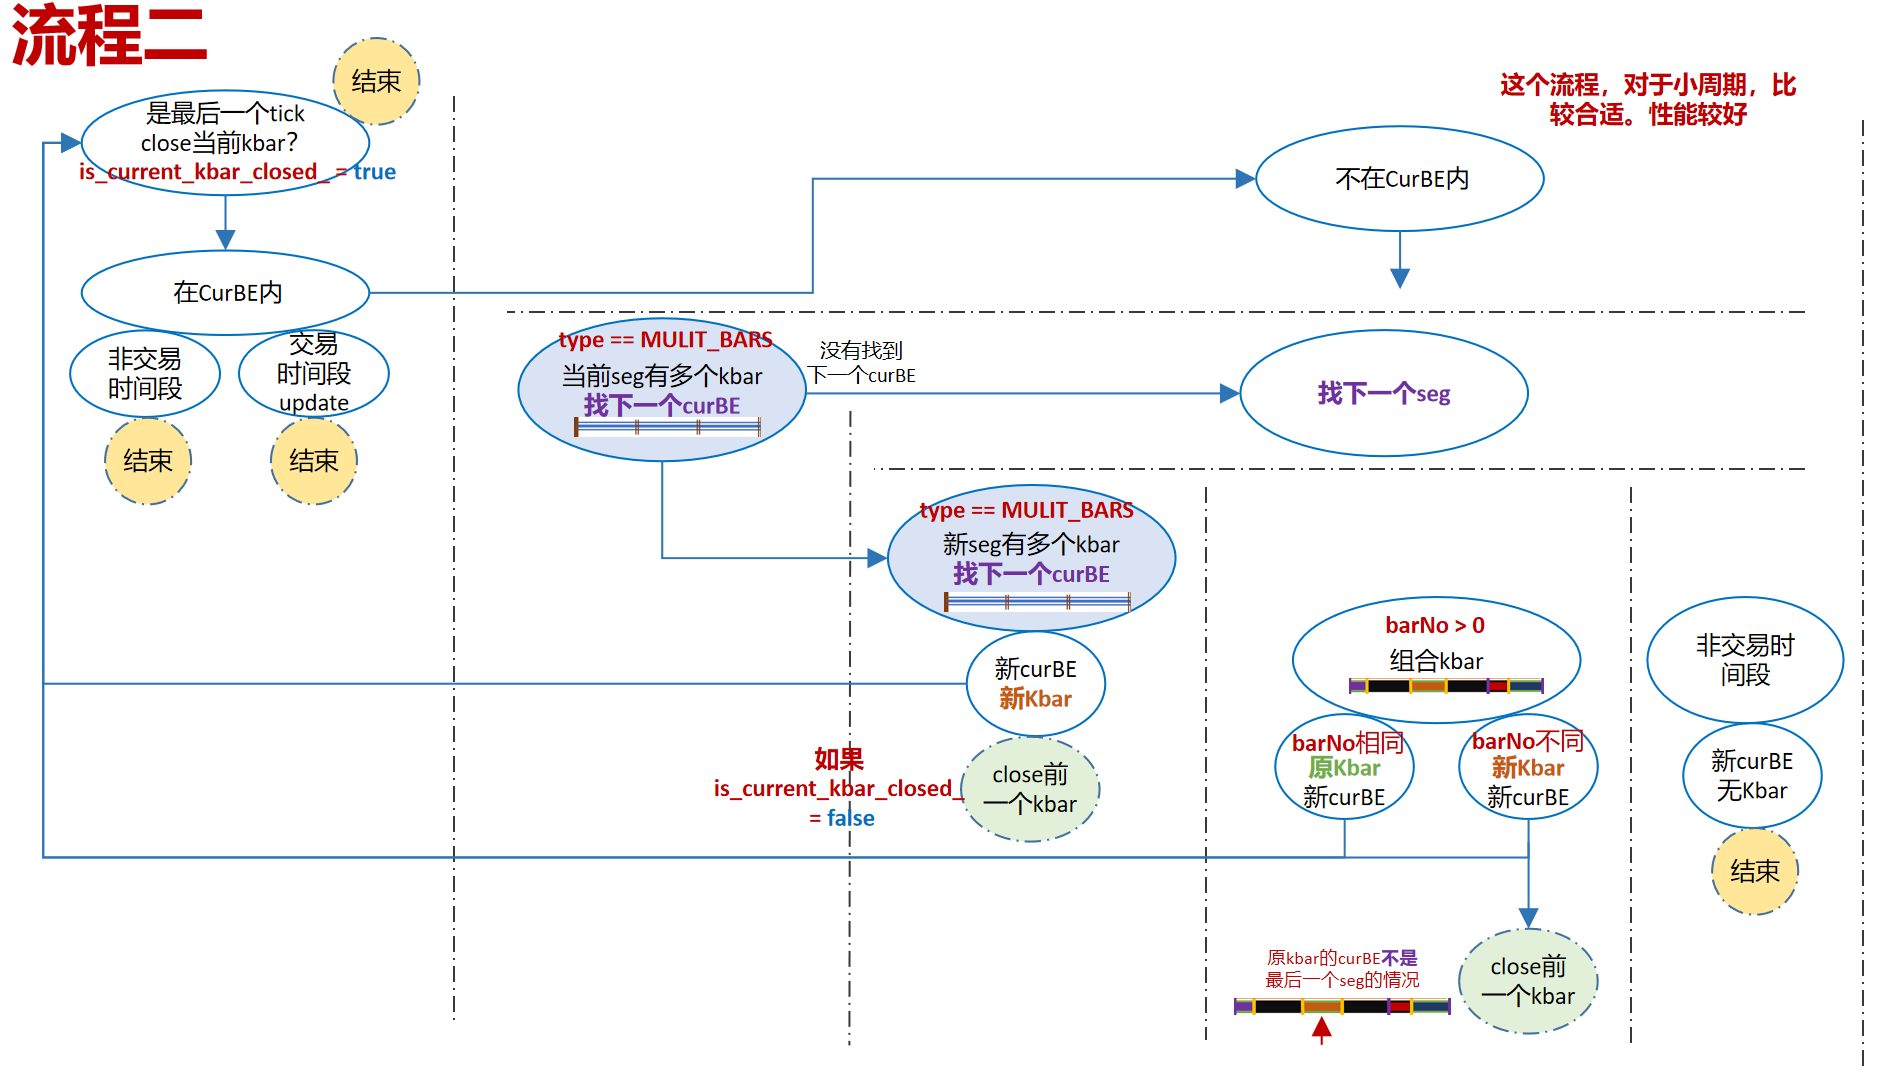 流程二
结束
这个流程，对于小周期，比
较合适。性能较好
是最后一个tick
close当前kbar?
is_current_kbar_closed_ = true
不在CurBE内
在CurBE内
非交易
时间段
交易
时间段
update
结束
结束
type == MULIT_BARS
当前seg有多个kbar
找下一个curBE
没有找到
下一个curBE
找下一个seg
type == MULIT_BARS
新seg有多个kbar
找下一个curBE
新curBE
新Kbar
如果
is_current_kbar_closed_
= false
close前
一个kbar
barNo > 0
组合kbar
barNo相同
原Kbar
新curBE
barNo不同
新Kbar
新curBE
非交易时
间段
新curBE
无Kbar
结束
原kbar的curBE不是
最后一个seg的情况
close前
一个kbar